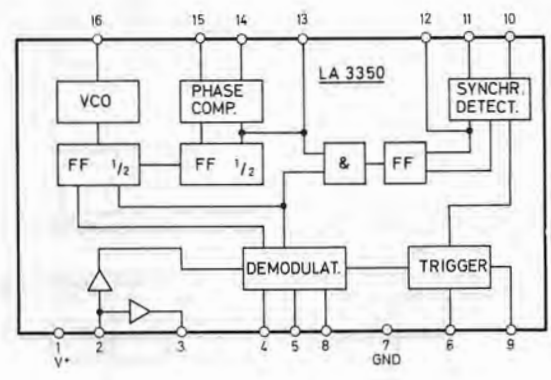 16 15 14 13 12 11 10
LA 3350
VCO
PHASE
COMP.
SYNCHR.
DETECT.
FF 1/2
FF 1/2
&
FF
DEMODULAT.
TRIGGER
1 2 3 4 5 8 7 6 9
V+ GND